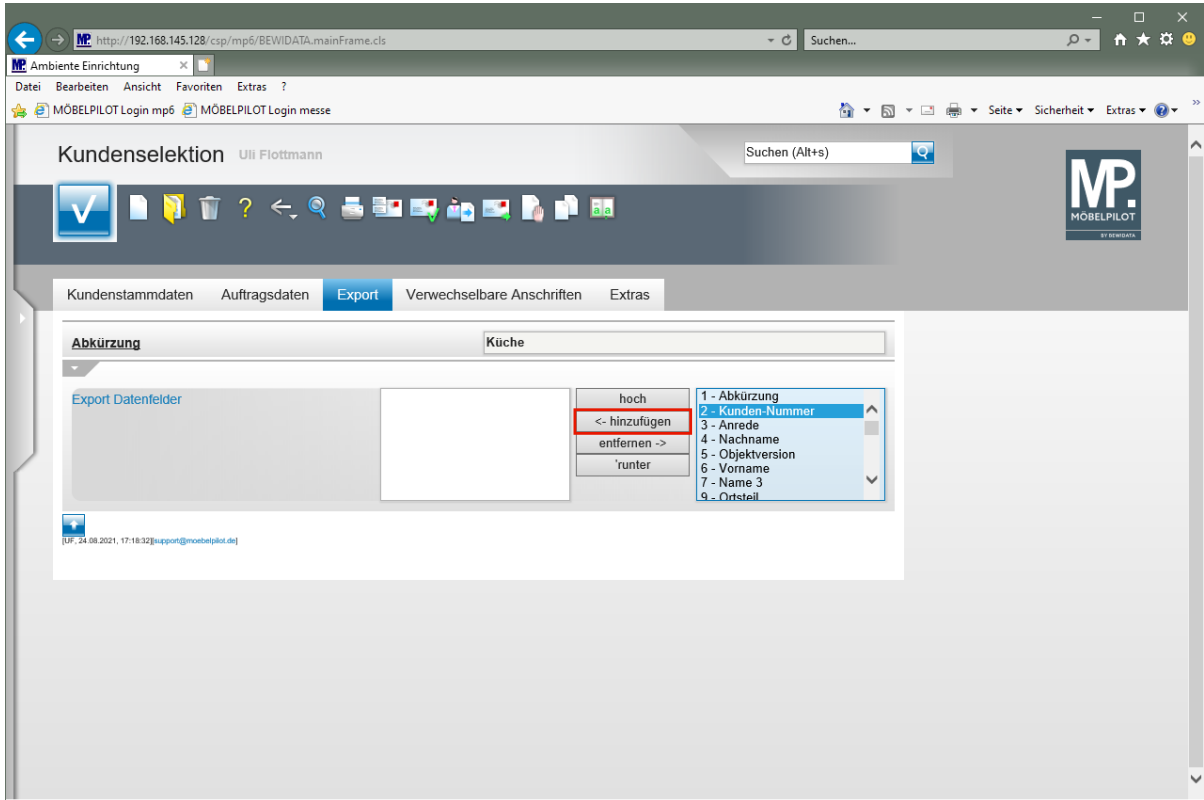 http://192.168.145.128/csp/mp6/BEWIDATA.mainFrame.cls
Suchen...
MP. Ambiente Einrichtung
Datei Bearbeiten Ansicht Favoriten Extras ?
MÖBELPILOT Login mp6 MÖBELPILOT Login messe
Seite Sicherheit Extras
Kundenselektion Uli Flottmann
Suchen (Alt+s)
MP.
MÖBELPILOT
BY BEWIDATA
Kundenstammdaten Auftragsdaten Export Verwechselbare Anschriften Extras
Abkürzung Küche
Export Datenfelder
hoch
<- hinzufügen
entfernen ->
'runter
1 - Abkürzung
2 - Kunden-Nummer
3 - Anrede
4 - Nachname
5 - Objektversion
6 - Vorname
7 - Name 3
9 - Ortsteil
[UF, 24.08.2021, 17:18:32][support@moebelpilot.de]